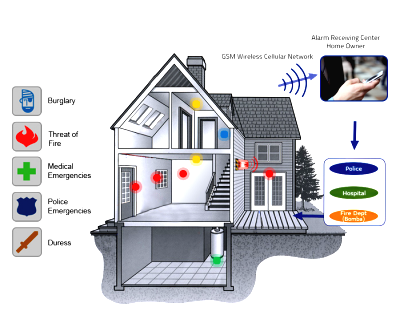 Alarm Receiving Center
Home Owner
GSM Wireless Cellular Network
Burglary
Threat of
Fire
Medical
Emergencies
Police
Emergencies
Duress
Police
Hospital
Fire Dept
(Bombs)